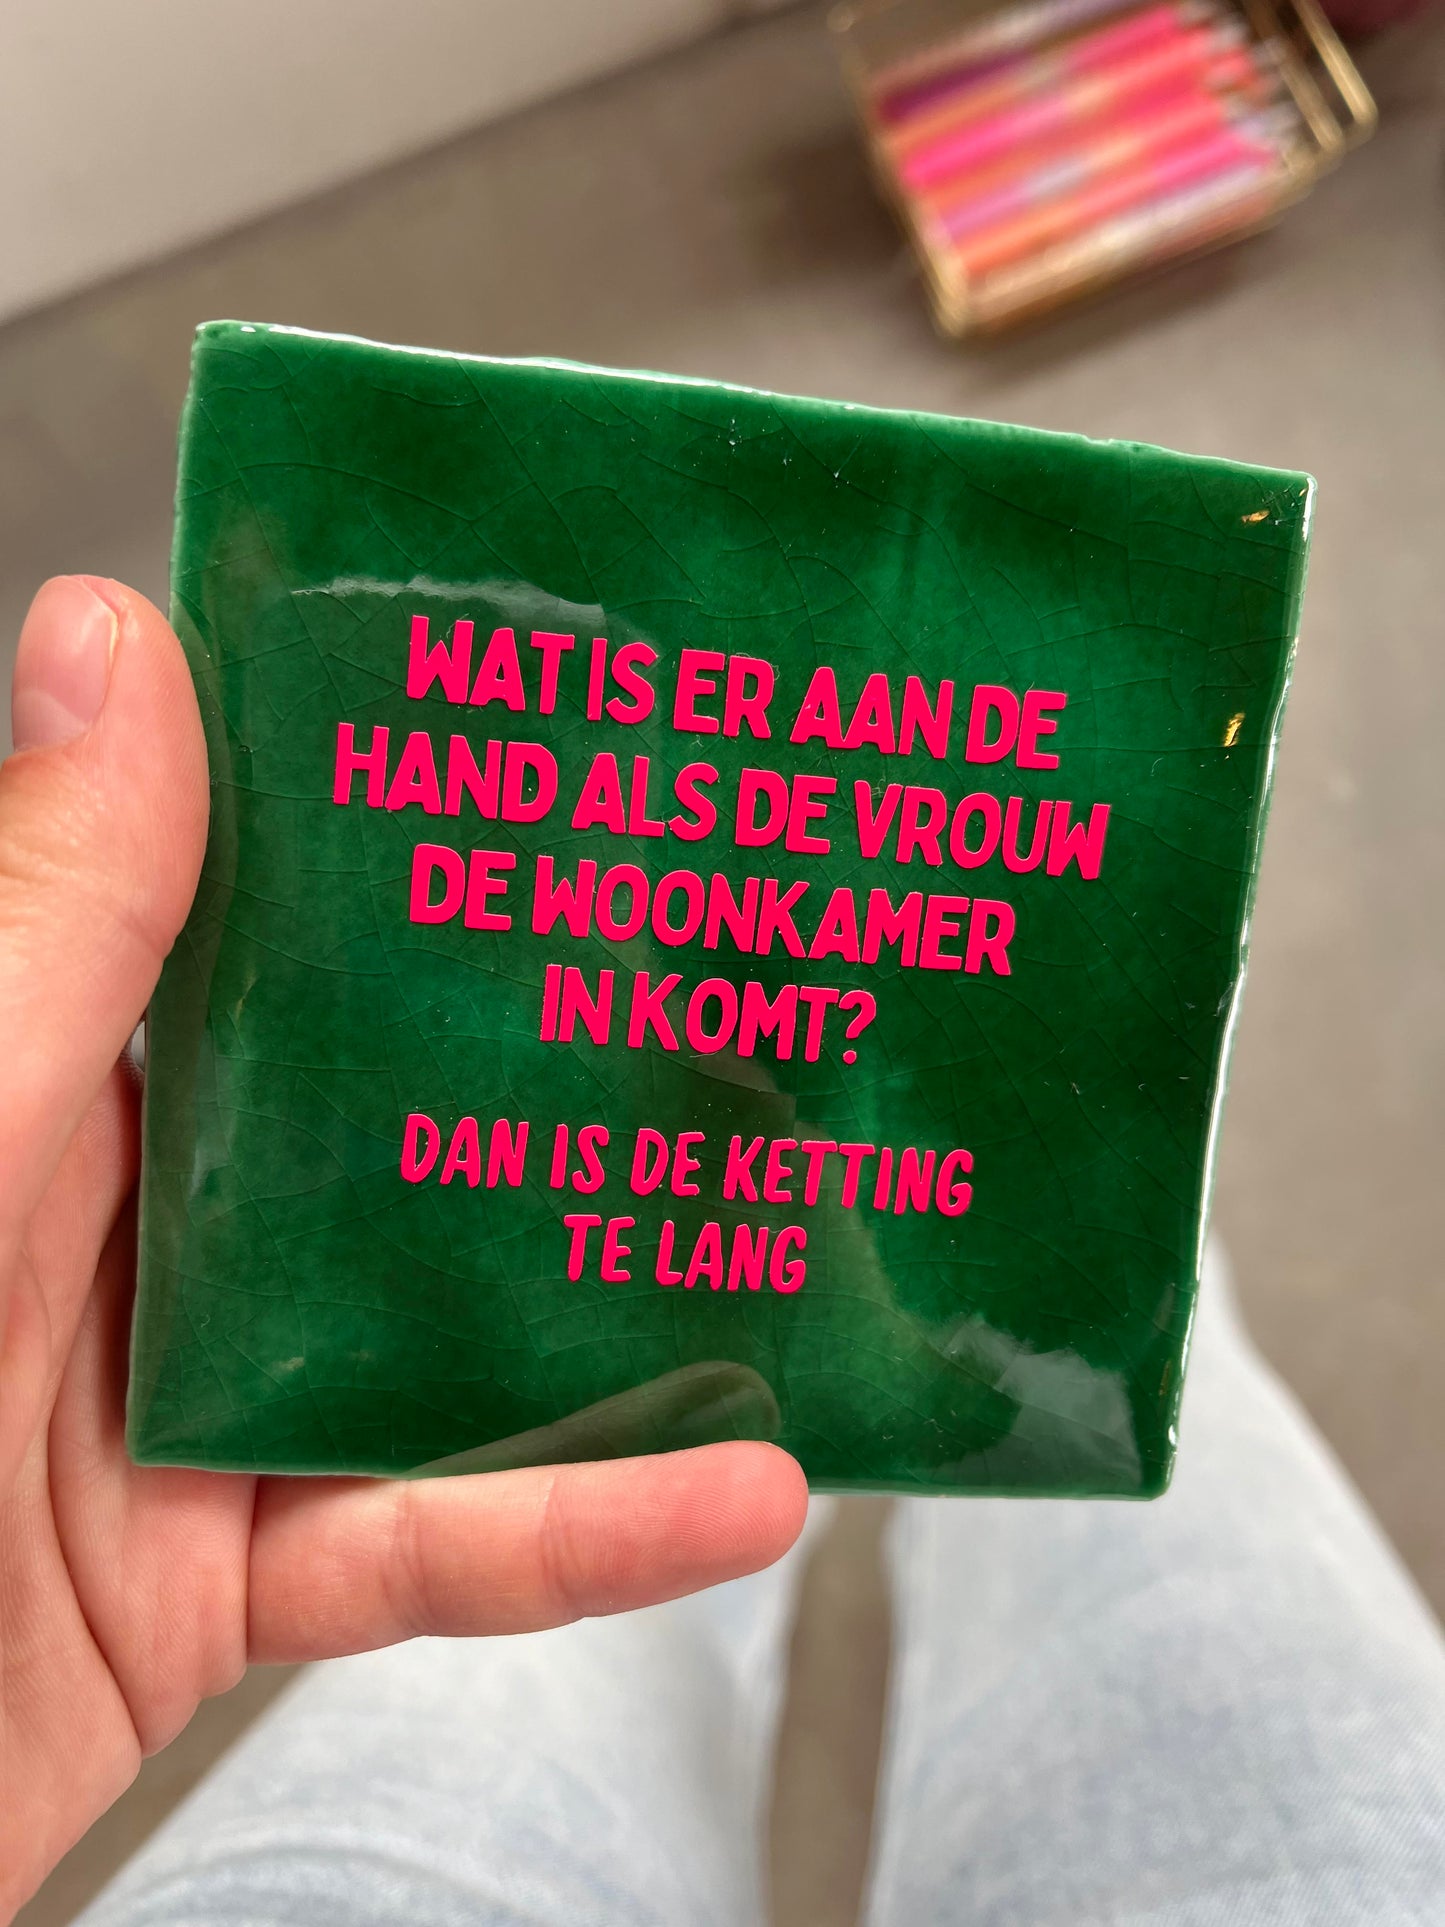 WAT IS ER AAN DE
HAND ALS DE VROUW
DE WOONKAMER
IN KOMT?
DAN IS DE KETTING
TE LANG